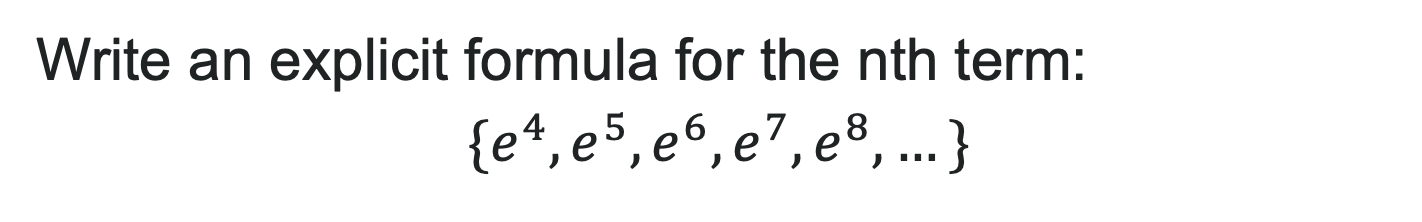 Write an explicit formula for the nth term:
{e⁴, e⁵, e⁶, e⁷, e⁸, ... }